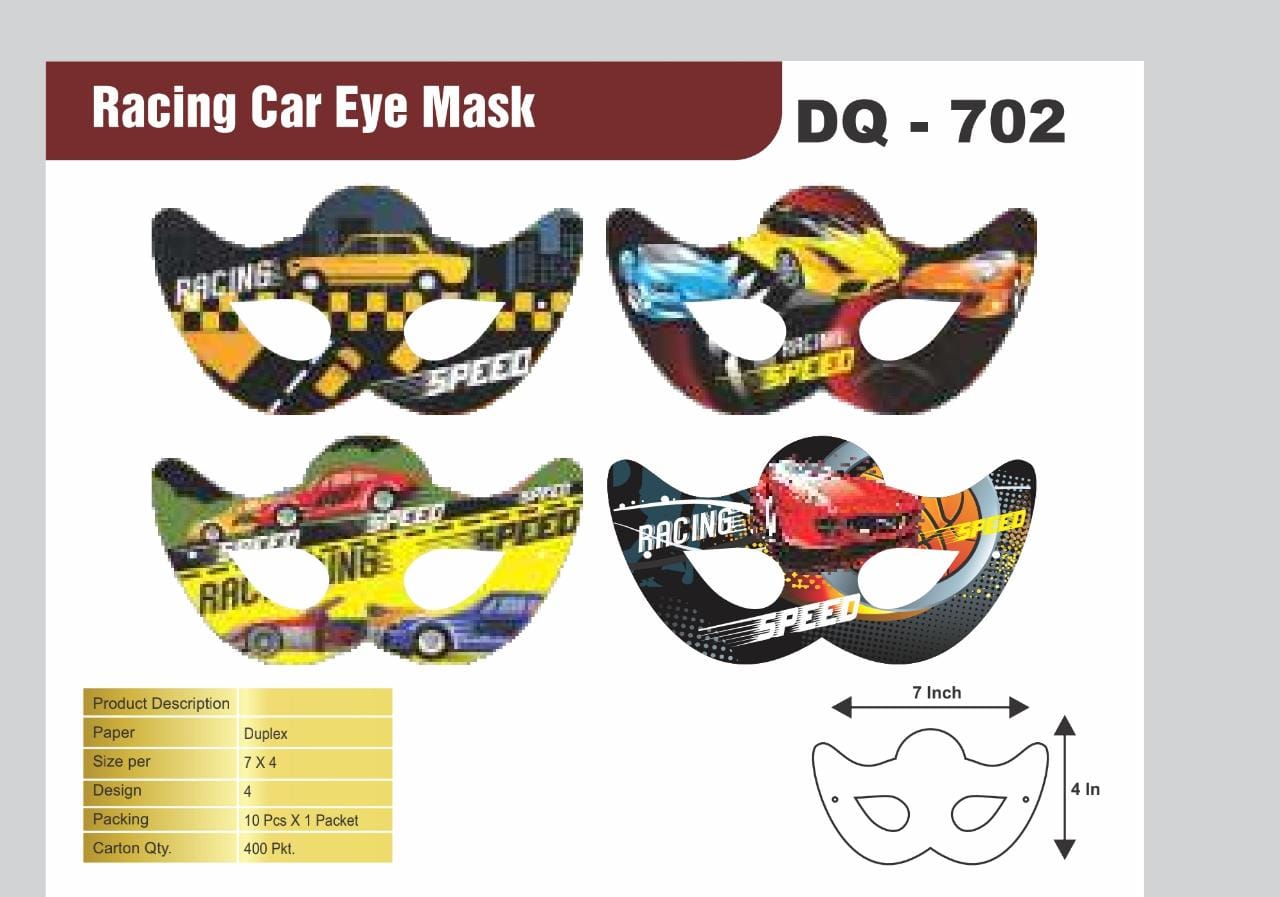 Racing Car Eye Mask
DQ - 702
RACING
SPEED
RACING
SPEED
SPEED
SPEED
SPEED
SPEED
RACING
RACING
SPEED
SPEED
Product Description
Paper Duplex
Size per 7 X 4
Design 4
Packing 10 Pcs X 1 Packet
Carton Qty. 400 Pkt.
7 Inch
4 In